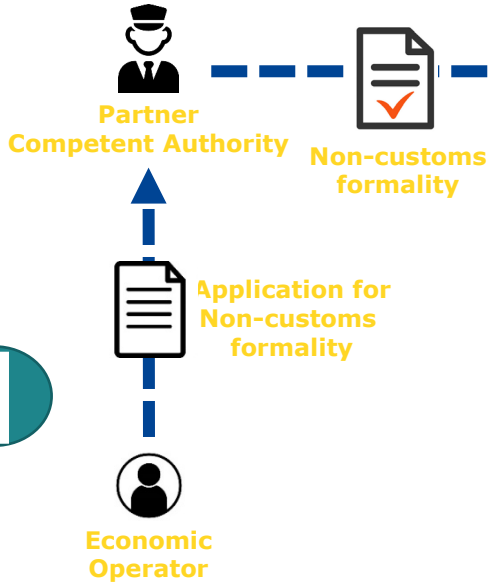 Partner
Competent Authority
Non-customs
formality
Application for
Non-customs
formality
Economic
Operator